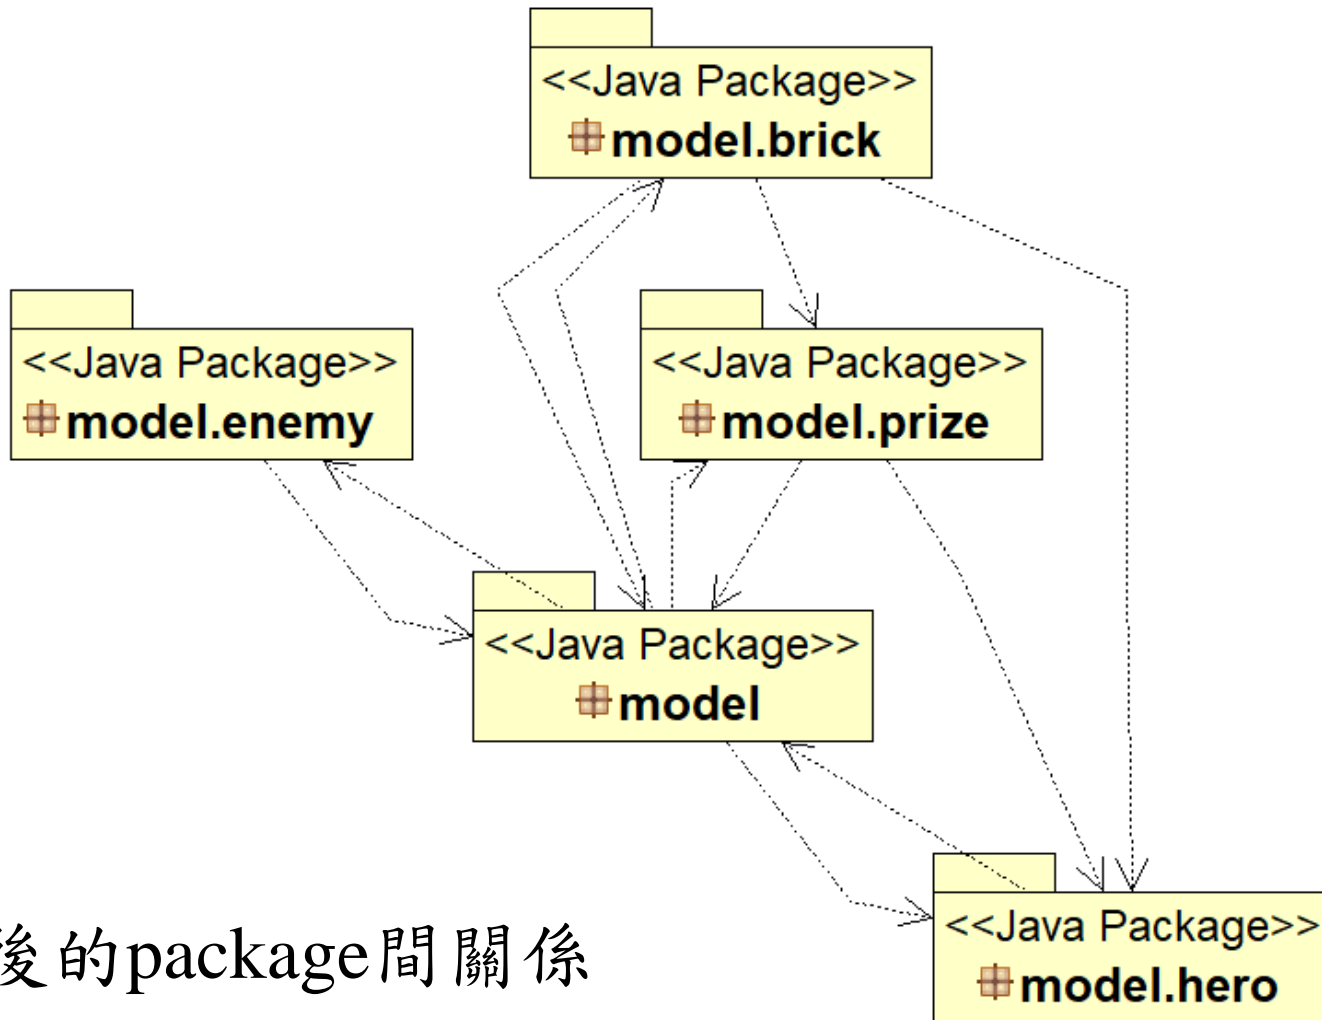 <<Java Package>>
model.brick
<<Java Package>>
model.enemy
<<Java Package>>
model.prize
<<Java Package>>
model
<<Java Package>>
model.hero
後的package間關係